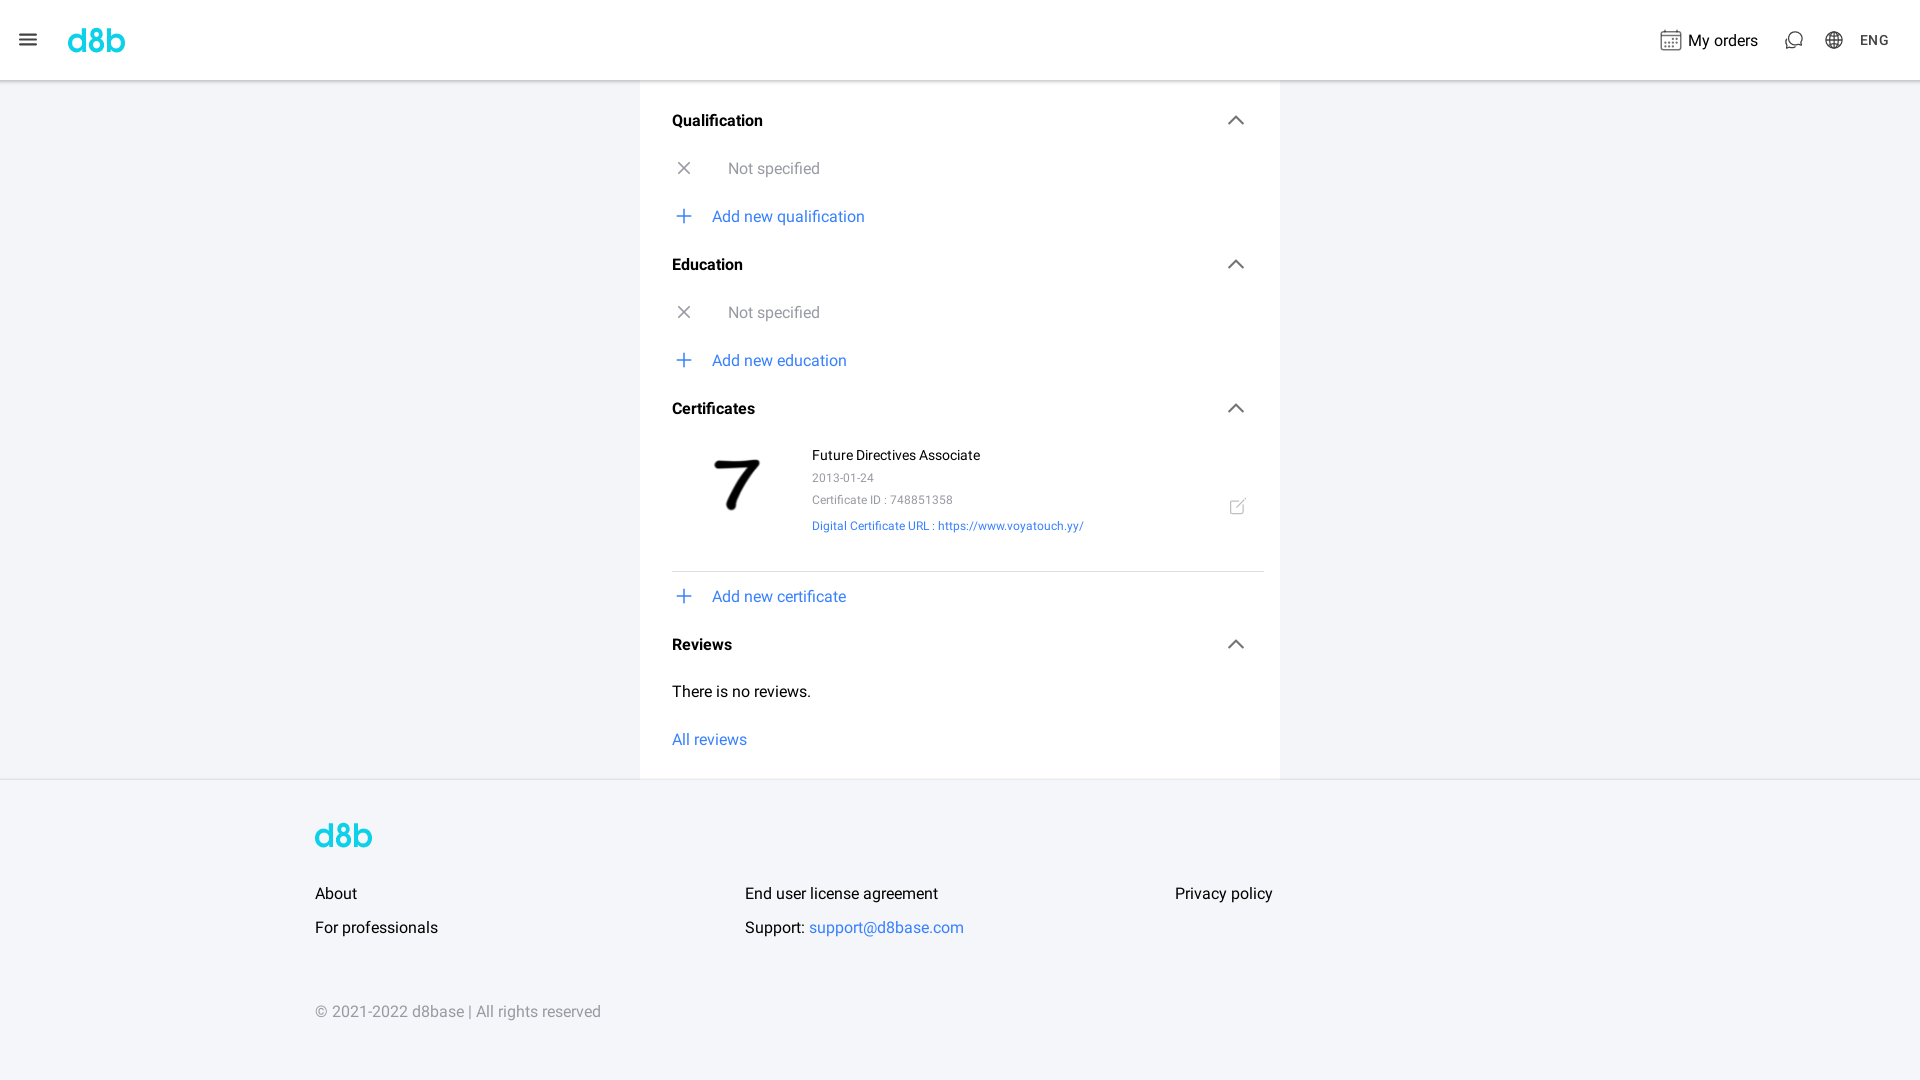 d8b
My orders
ENG
Qualification
Not specified
Add new qualification
Education
Not specified
Add new education
Certificates
7
Future Directives Associate
2013-01-24
Certificate ID : 748851358
Digital Certificate URL : https://www.voyatouch.yy/
Add new certificate
Reviews
There is no reviews.
All reviews
d8b
About
End user license agreement
Privacy policy
For professionals
Support: support@d8base.com
© 2021-2022 d8base | All rights reserved